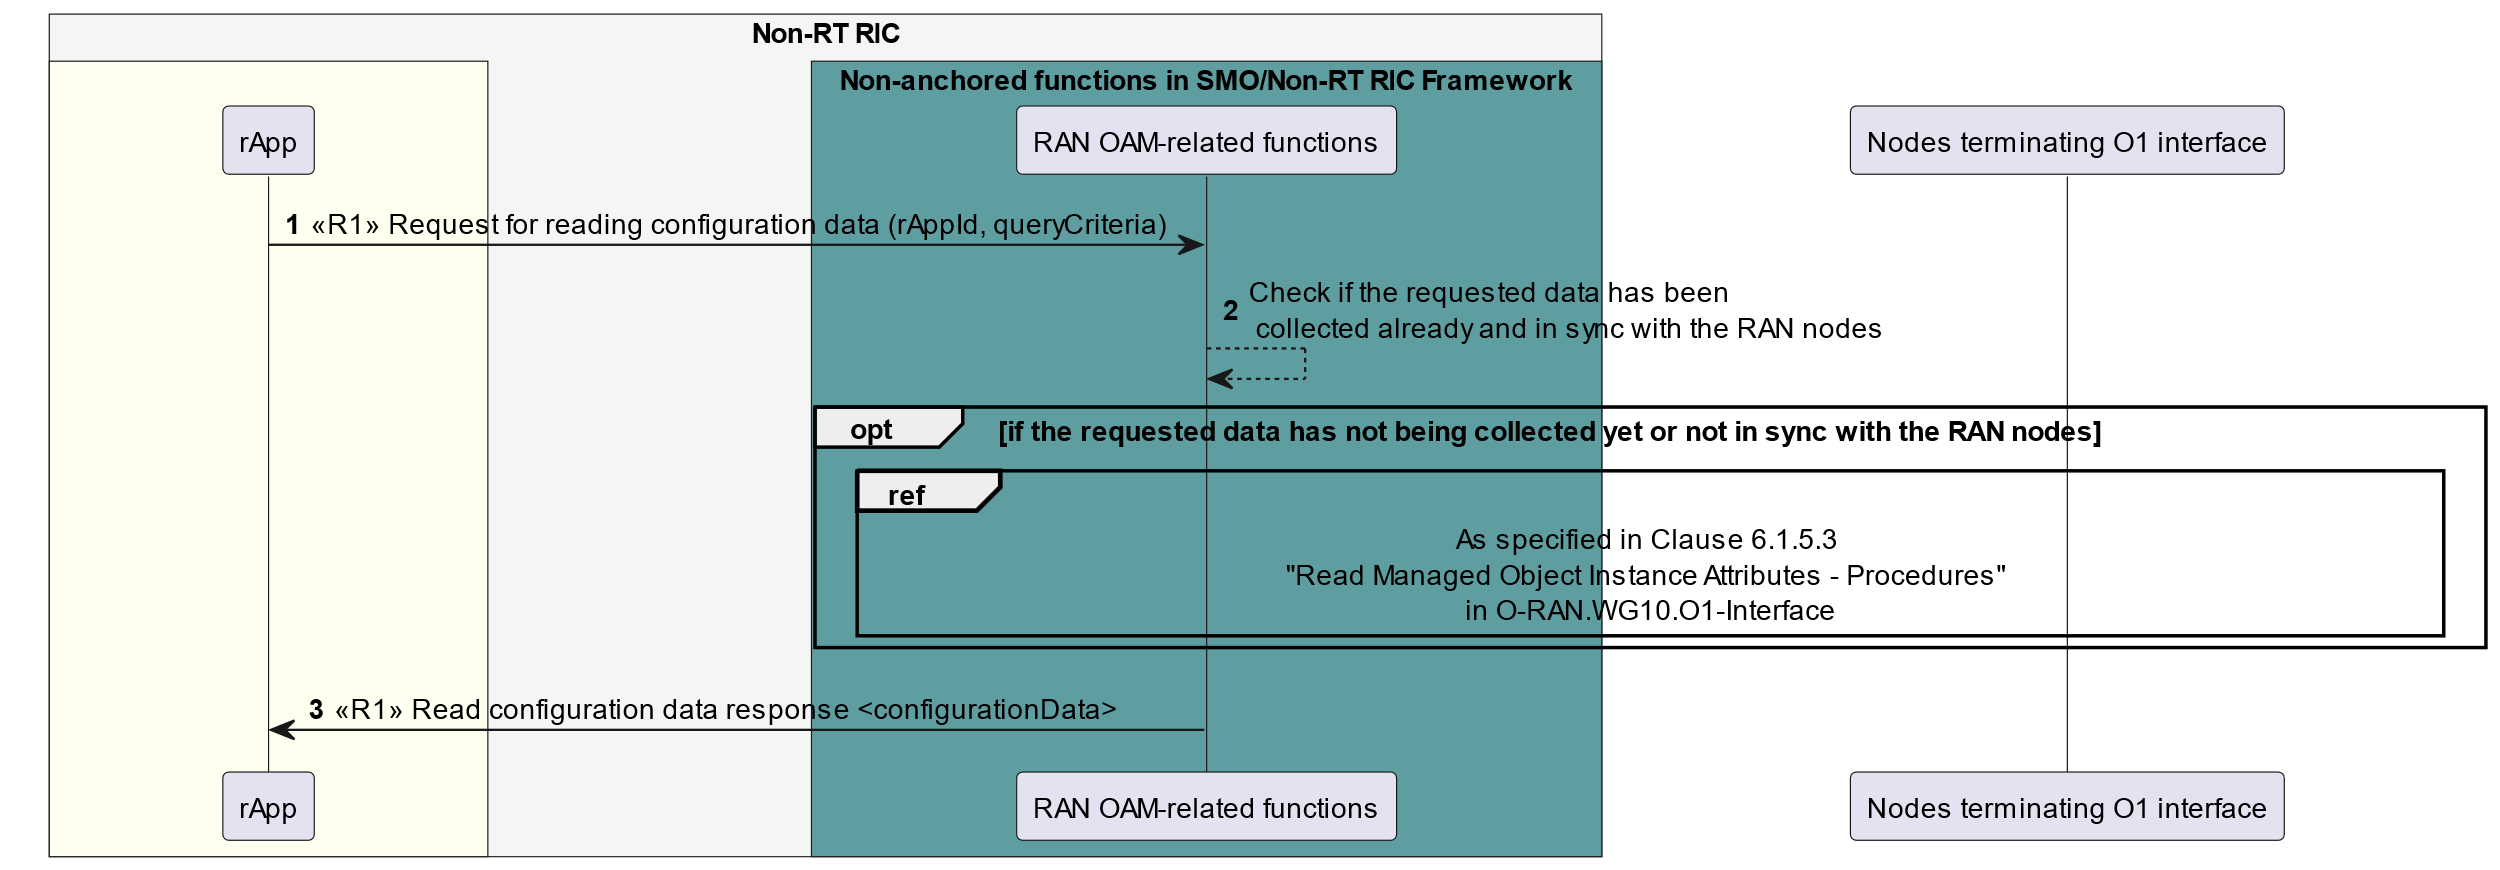 Non-RT RIC
Non-anchored functions in SMO/Non-RT RIC Framework
rApp
RAN OAM-related functions
Nodes terminating O1 interface
1 «R1» Request for reading configuration data (rAppId, queryCriteria)
2 Check if the requested data has been
collected already and in sync with the RAN nodes
opt
[if the requested data has not being collected yet or not in sync with the RAN nodes]
ref
As specified in Clause 6.1.5.3
"Read Managed Object Instance Attributes - Procedures"
in O-RAN.WG10.O1-Interface
3 «R1» Read configuration data response <configurationData>
rApp
RAN OAM-related functions
Nodes terminating O1 interface